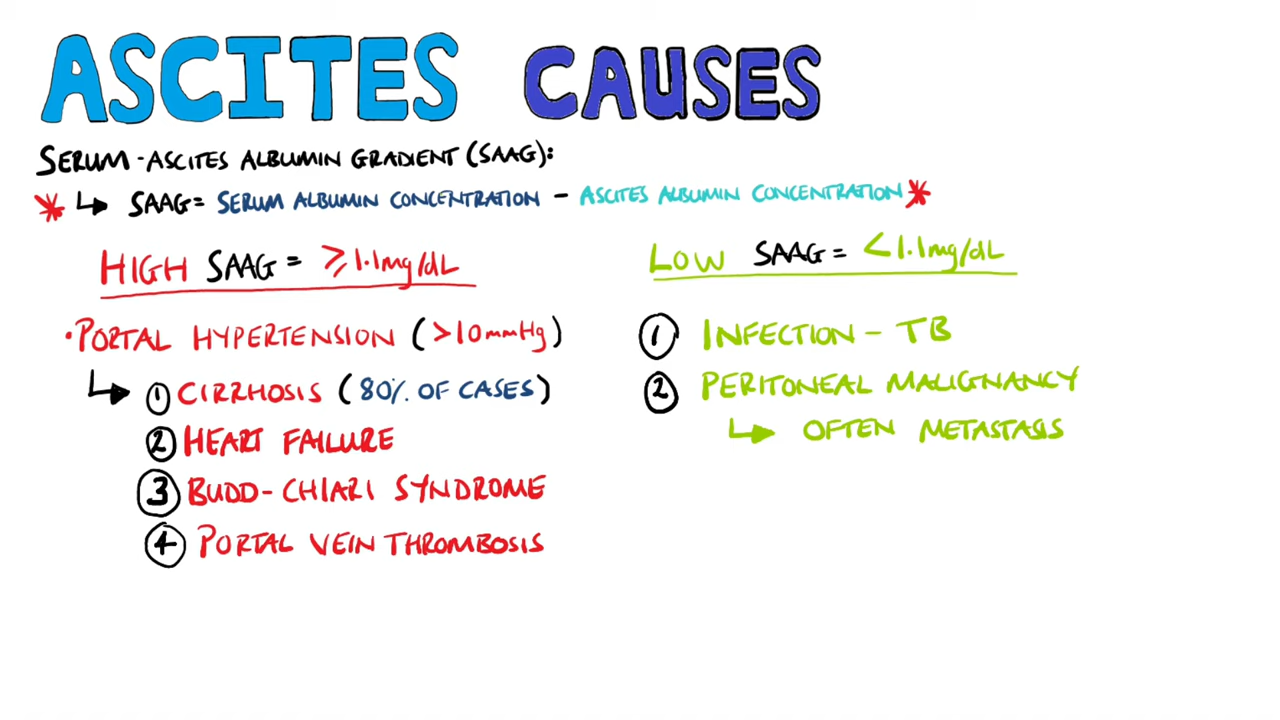 ASCITES CAUSES
SERUM-ASCITES ALBUMIN GRADIENT (SAAG):
* ↳ SAAG= SERUM ALBUMIN CONCENTRATION - ASCITES ALBUMIN CONCENTRATION *
HIGH SAAG = ≥1.1mg/dL
•PORTAL HYPERTENSION (>10mmHg)
↳ 1 CIRRHOSIS (80% OF CASES)
2 HEART FAILURE
3 BUDD-CHIARI SYNDROME
4 PORTAL VEIN THROMBOSIS
LOW SAAG = <1.1mg/dL
1 INFECTION - TB
2 PERITONEAL MALIGNANCY
↳ OFTEN METASTASIS